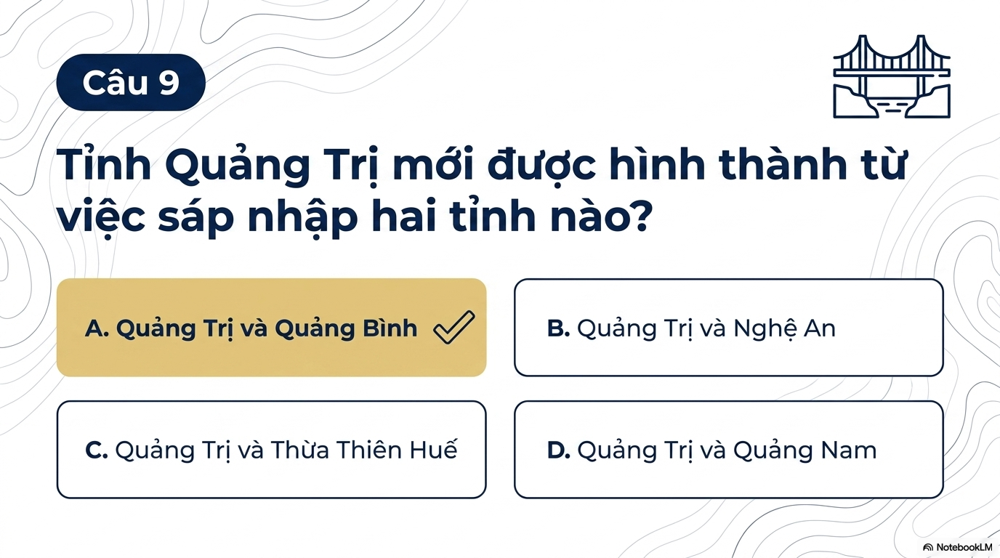 Câu 9
Tỉnh Quảng Trị mới được hình thành từ
việc sáp nhập hai tỉnh nào?
A. Quảng Trị và Quảng Bình
B. Quảng Trị và Nghệ An
C. Quảng Trị và Thừa Thiên Huế
D. Quảng Trị và Quảng Nam
NotebookLM